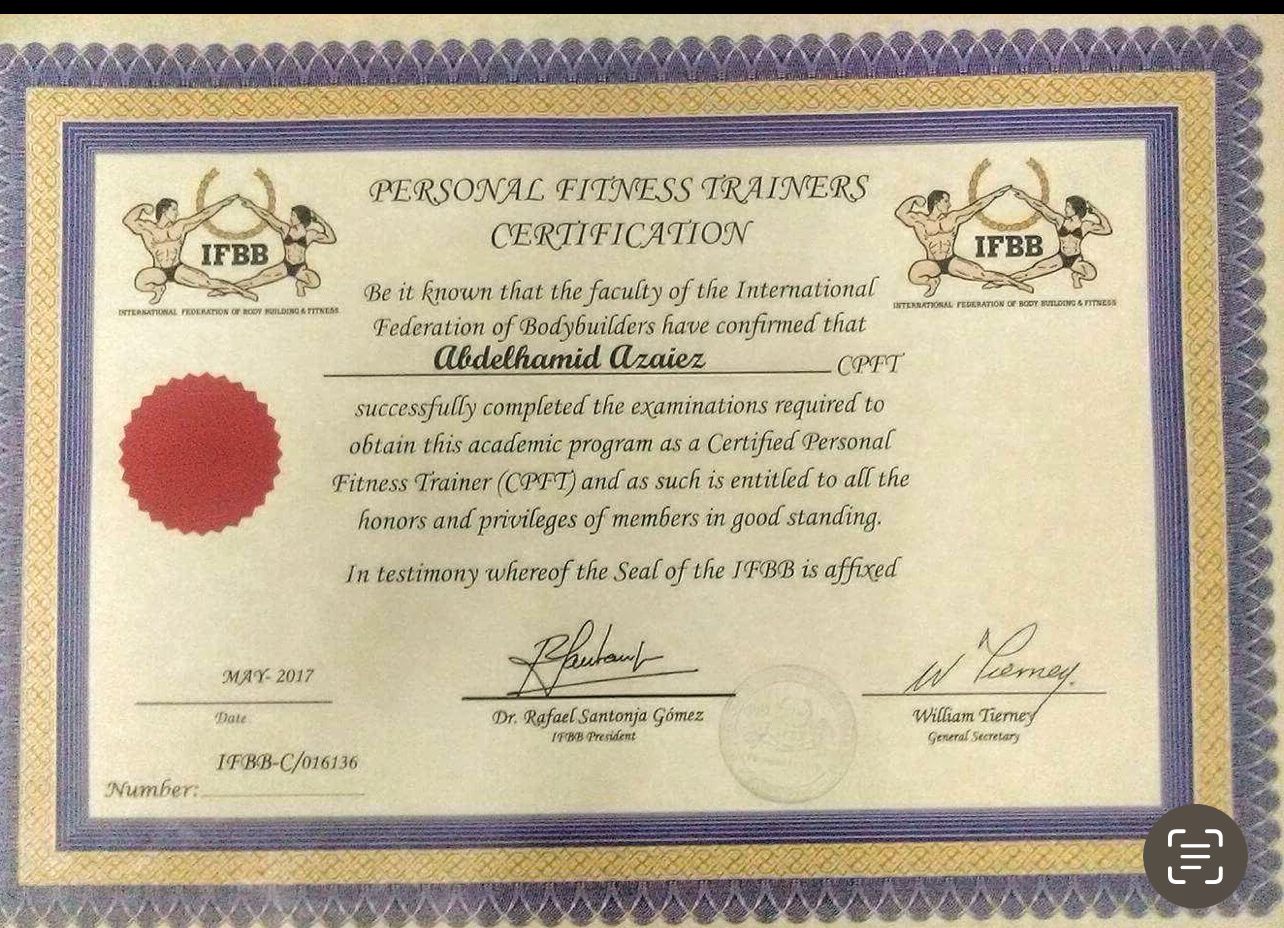 PERSONAL FITNESS TRAINERS
CERTIFICATION
IFBB
INTERNATIONAL FEDERATION OF BODY BUILDING & FITNESS
IFBB
INTERNATIONAL FEDERATION OF BODY BUILDING & FITNESS
Be it known that the faculty of the International
Federation of Bodybuilders have confirmed that
Abdelhamid Azaiez CPFT
successfully completed the examinations required to
obtain this academic program as a Certified Personal
Fitness Trainer (CPFT) and as such is entitled to all the
honors and privileges of members in good standing.
In testimony whereof the Seal of the IFBB is affixed
MAY- 2017
Date
W Tierney
Dr. Rafael Santonja Gómez
IFBB President
William Tierney
General Secretary
IFBB-C/016136
Number: